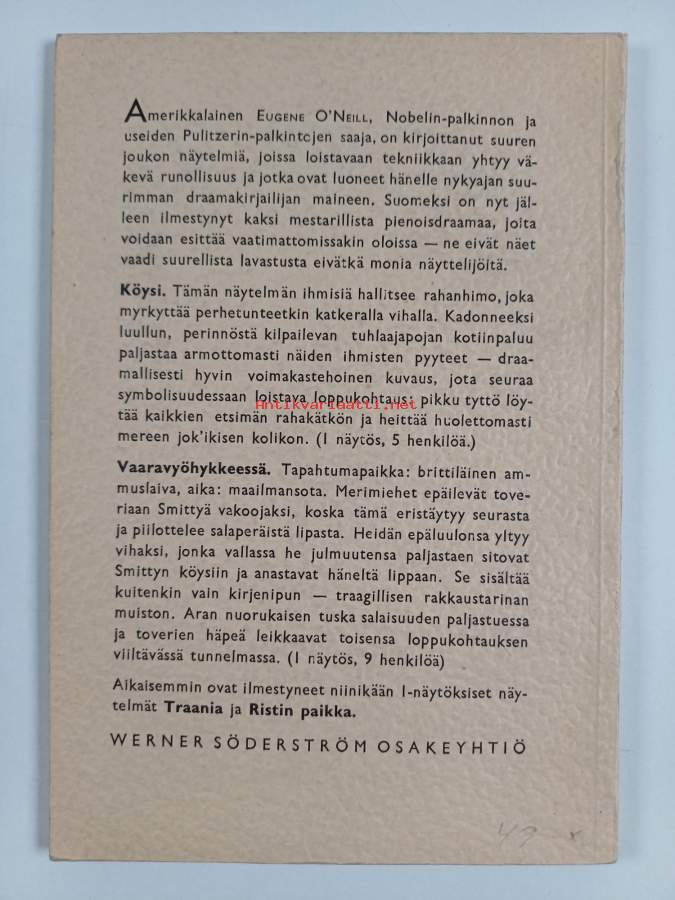 Amerikkalainen EUGENE O'NEILL, Nobelin-palkinnon ja
useiden Pulitzerin-palkintojen saaja, on kirjoittanut suuren
joukon näytelmiä, joissa loistavaan tekniikkaan yhtyy vä-
kevä runollisuus ja jotka ovat luoneet hänelle nykyajan suu-
rimman draamakirjailijan maineen. Suomeksi on nyt jäl-
leen ilmestynyt kaksi mestarillista pienoisdraamaa, joita
voidaan esittää vaatimattomissakin oloissa — ne eivät näet
vaadi suurellista lavastusta eivätkä monia näyttelijöitä.
Köysi. Tämän näytelmän ihmisiä hallitsee rahanhimo, joka
myrkyttää perhetunteetkin katkeralla vihalla. Kadonneeksi
luullun, perinnöstä kilpailevan tuhlaajapojan kotiinpaluu
paljastaa armottomasti näiden ihmisten pyyteet — draa-
mallisesti hyvin voimakastehoinen kuvaus, jota seuraa
symbolisuudessaan loistava loppukohtaus: pikku tyttö löy-
Antikvariaatti.net
tää kaikkien etsimän rahakätkön ja heittää huolettomasti
mereen jok'ikisen kolikon. (1 näytös, 5 henkilöä.)
Vaaravyöhykkeessä. Tapahtumapaikka: brittiläinen am-
muslaiva, aika: maailmansota. Merimiehet epäilevät tove-
riaan Smittyä vakoojaksi, koska tämä eristäytyy seurasta
ja piilottelee salaperäistä lipasta. Heidän epäluulonsa yltyy
vihaksi, jonka vallassa he julmuutensa paljastaen sitovat
Smittyn köysiin ja anastavat häneltä lippaan. Se sisältää
kuitenkin vain kirjenipun — traagillisen rakkaustarinan
muiston. Aran nuorukaisen tuska salaisuuden paljastuessa
ja toverien häpeä leikkaavat toisensa loppukohtauksen
viiltävässä tunnelmassa. (1 näytös, 9 henkilöä)
Aikaisemmin ovat ilmestyneet niinikään 1-näytöksiset näy-
telmät Traania ja Ristin paikka.
WERNER SÖDERSTRÖM OSAKEYHTIÖ